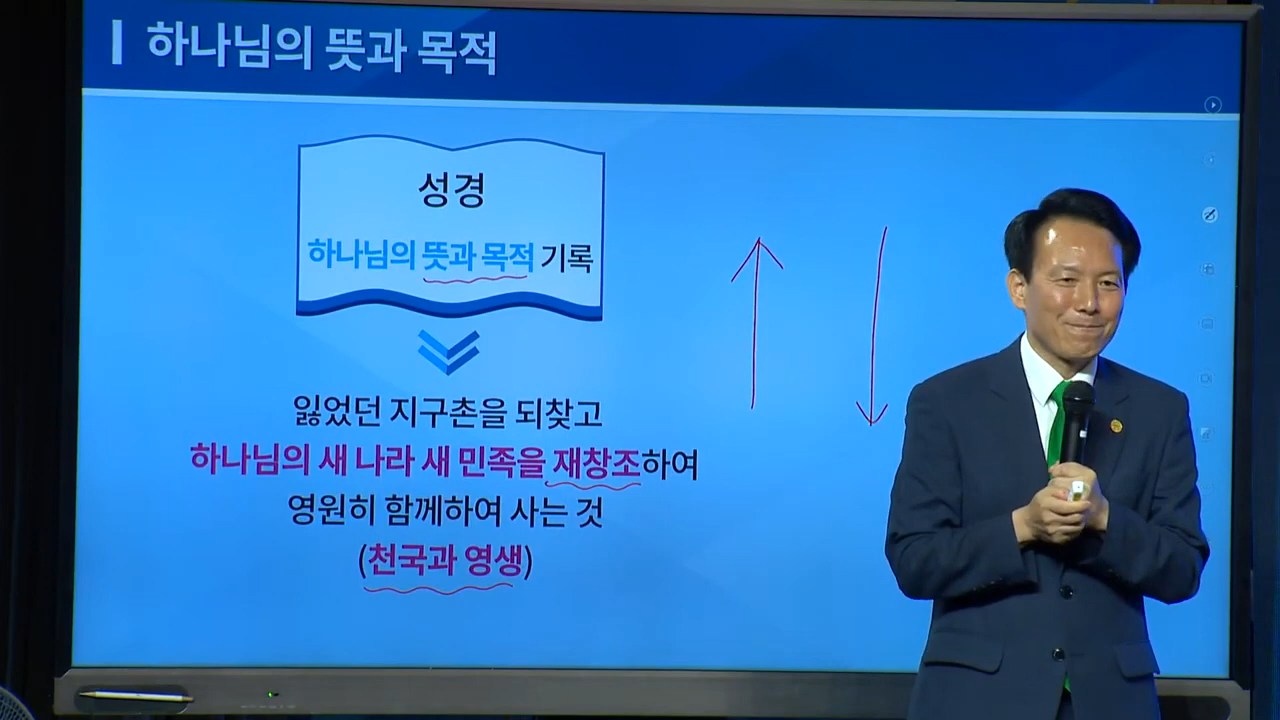 하나님의 뜻과 목적
성경
하나님의 뜻과 목적 기록
잃었던 지구촌을 되찾고
하나님의 새 나라 새 민족을 재창조하여
영원히 함께하여 사는 것
(천국과 영생)